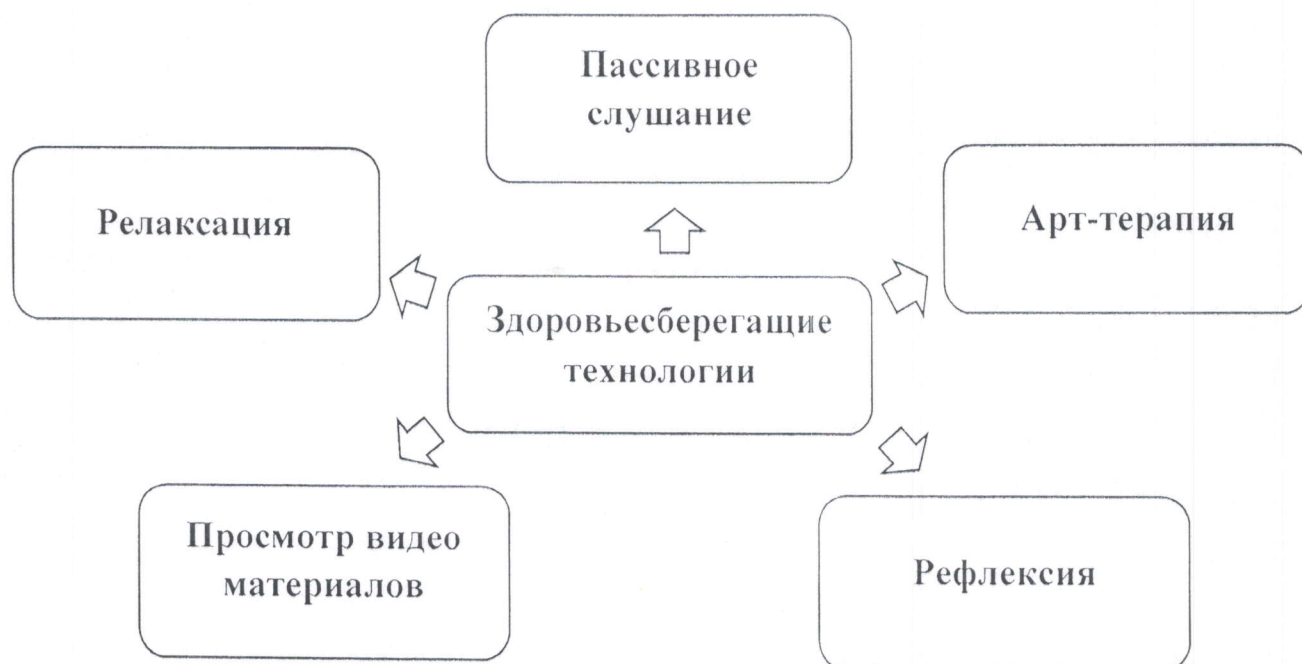 Пассивное
слушание
Релаксация
Арт-терапия
Здоровьесберегащие
технологии
Просмотр видео
материалов
Рефлексия